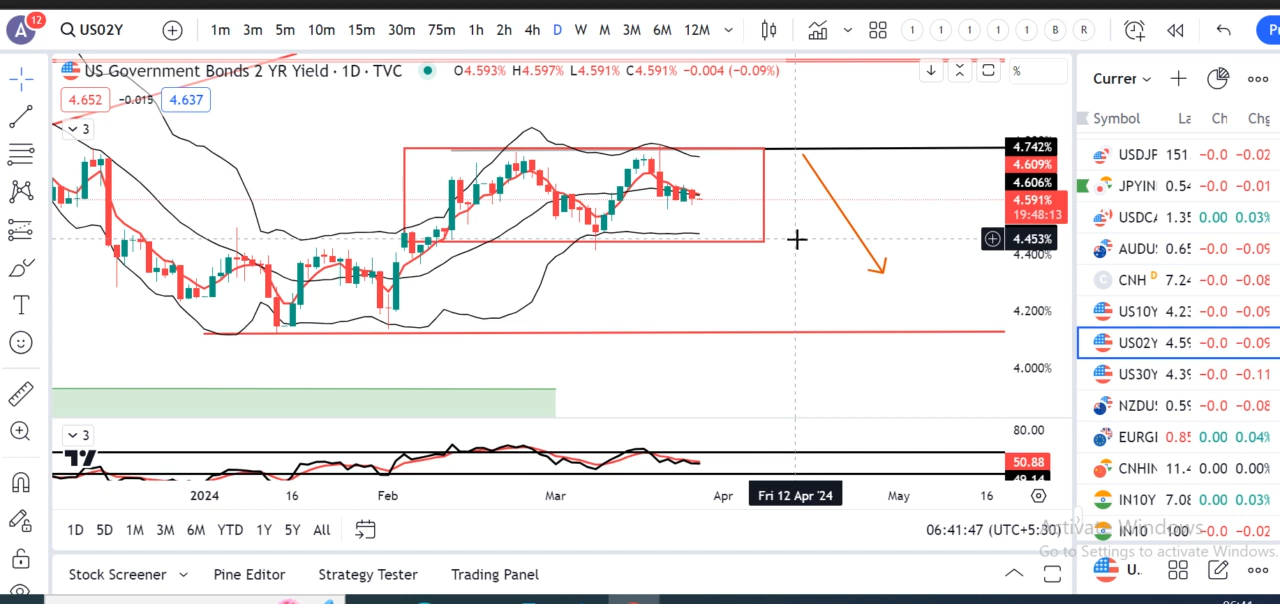 A 12 US02Y 1m 3m 5m 10m 15m 30m 75m 1h 2h 4h D W M 3M 6M 12M 1 1 1 1 1 B R
US Government Bonds 2 YR Yield · 1D · TVC O4.593% H4.597% L4.591% C4.591% -0.004 (-0.09%) %
4.652 -0.015 4.637
3
4.742%
4.609%
4.606%
4.591%
19:48:13
4.453%
4.400%
4.200%
4.000%
3
80.00
50.88
49.14
2024 16 Feb Mar Apr Fri 12 Apr '24 May 16
1D 5D 1M 3M 6M YTD 1Y 5Y All 06:41:47 (UTC+5:30)
Stock Screener Pine Editor Strategy Tester Trading Panel
Symbol
151 -0.0 -0.02
JPYIN 0.54 -0.01
1.35 0.00 0.03%
0.65 -0.0 -0.09
CNH D 7.24 -0.0 -0.08
US10Y 4.23 -0.0 -0.09
US02Y 4.59 -0.0 -0.09
US30Y 4.39 -0.0 -0.11
0.59 -0.0 -0.08
0.85 0.00 0.04%
CNHIN 11.4 0.00 0.00%
IN10Y 7.08 0.00 0.03%
IN10 100 -0.0 -0.02
Activate Windows
Go to Settings to activate Windows.
U..